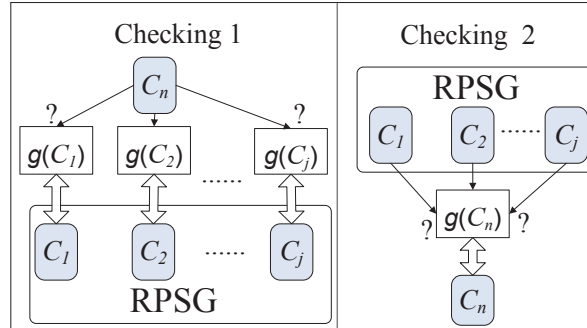 Checking 1
C_n
? ?
g(C_1) g(C_2) g(C_j)
......
C_1 C_2 ...... C_j
RPSG
Checking 2
RPSG
C_1 C_2 ...... C_j
? g(C_n) ?
C_n